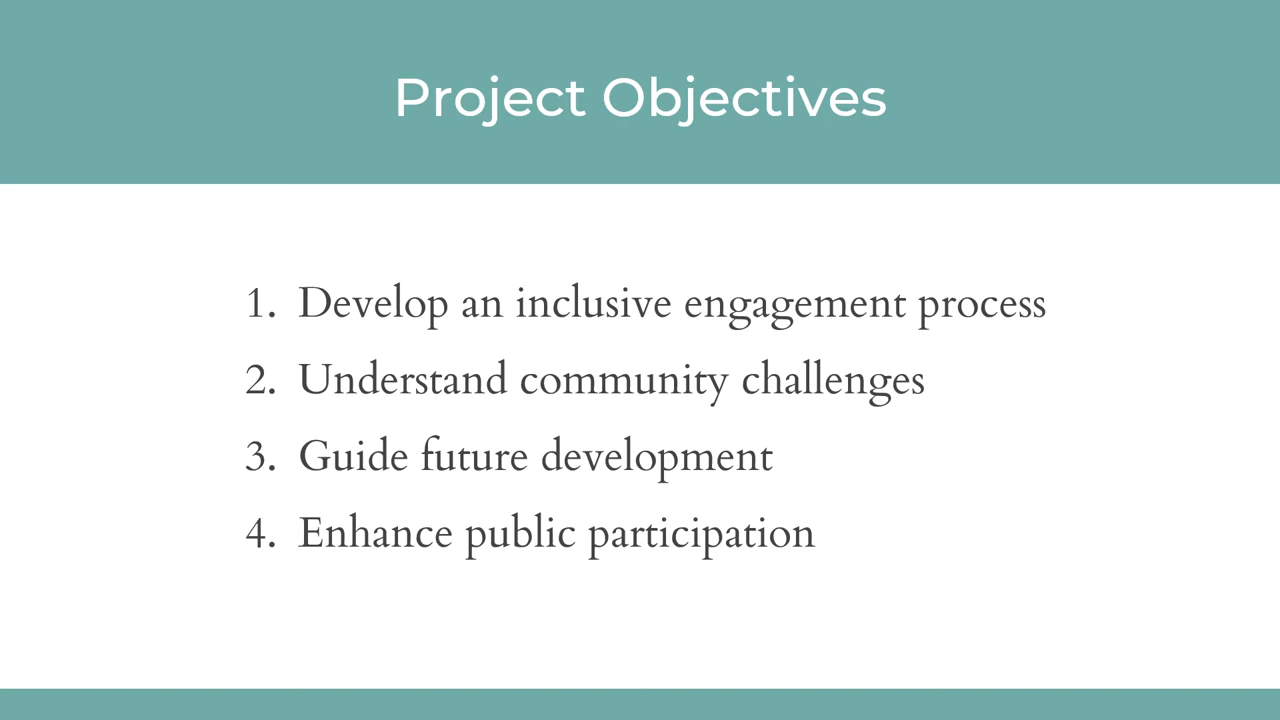 Project Objectives
1. Develop an inclusive engagement process
2. Understand community challenges
3. Guide future development
4. Enhance public participation